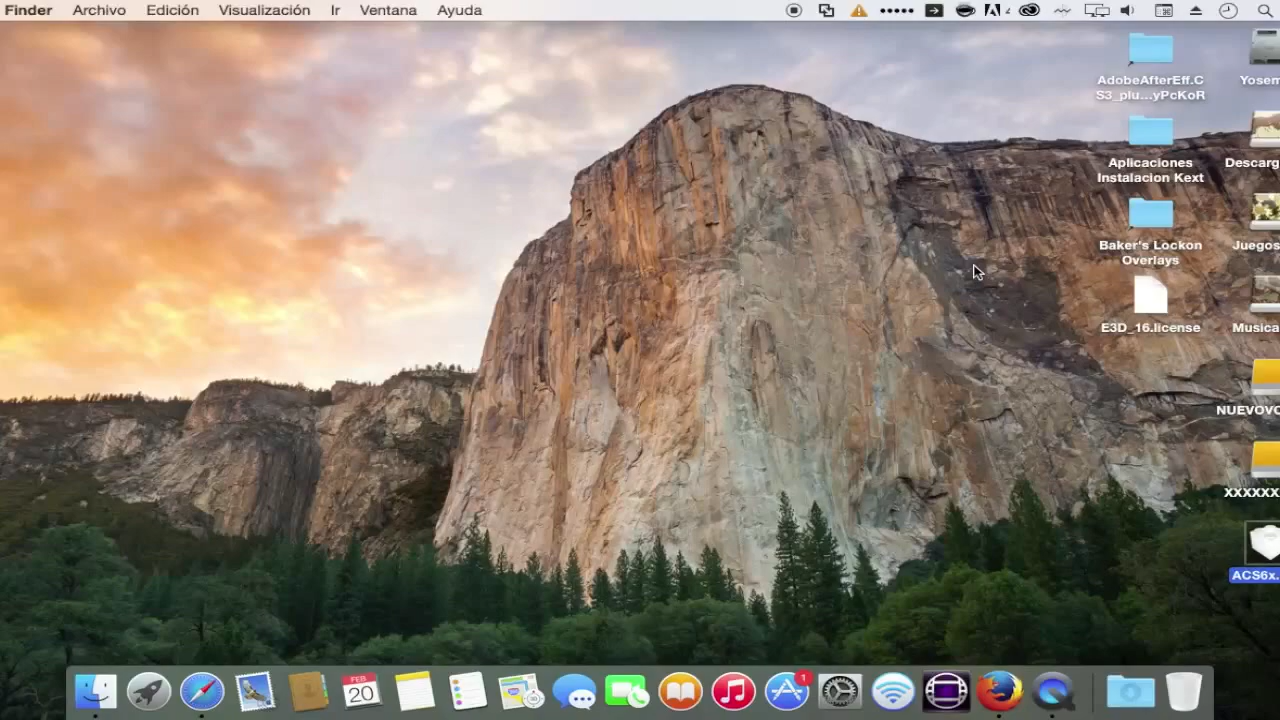 Finder Archivo Edición Visualización Ir Ventana Ayuda
AdobeAfterEff.C
S3_plu...yPcKoR
Yosem
Aplicaciones
Instalacion Kext
Descarg
Baker's Lockon
Overlays
Juegos
E3D_16.license
Musica
NUEVOVO
XXXXXX
ACS6x.
FEB
20
1